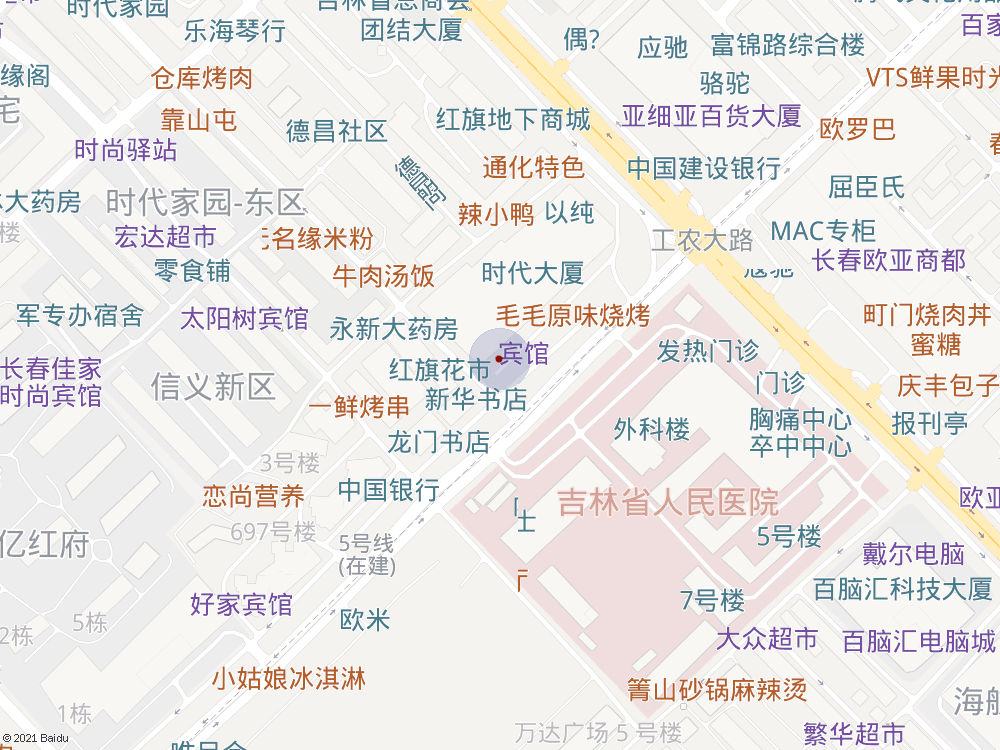 时代家园
吉林省总商会
团结大厦
乐海琴行
偶?
应驰
富锦路综合楼
骆驼
VTS鲜果时光
缘阁
仓库烤肉
宅
靠山屯
德昌社区
红旗地下商城
亚细亚百货大厦
欧罗巴
时尚驿站
通化特色
中国建设银行
大药房
时代家园-东区
屈臣氏
辣小鸭
以纯
工农大路
MAC专柜
长春欧亚商都
宏达超市
无名缘米粉
零食铺
牛肉汤饭
时代大厦
军专办宿舍
太阳树宾馆
永新大药房
毛毛原味烧烤
町门烧肉丼
蜜糖
长春佳家
时尚宾馆
信义新区
红旗花市
宾馆
发热门诊
门诊
庆丰包子
新华书店
一鲜烤串
龙门书店
外科楼
胸痛中心
卒中中心
报刊亭
3号楼
恋尚营养
中国银行
吉林省人民医院
697号楼
5号线
(在建)
5号楼
亿红府
戴尔电脑
百脑汇科技大厦
好家宾馆
欧米
7号楼
5栋
2栋
大众超市
百脑汇电脑城
小姑娘冰淇淋
箐山砂锅麻辣烫
1栋
万达广场 5 号楼
繁华超市
© 2021 Baidu